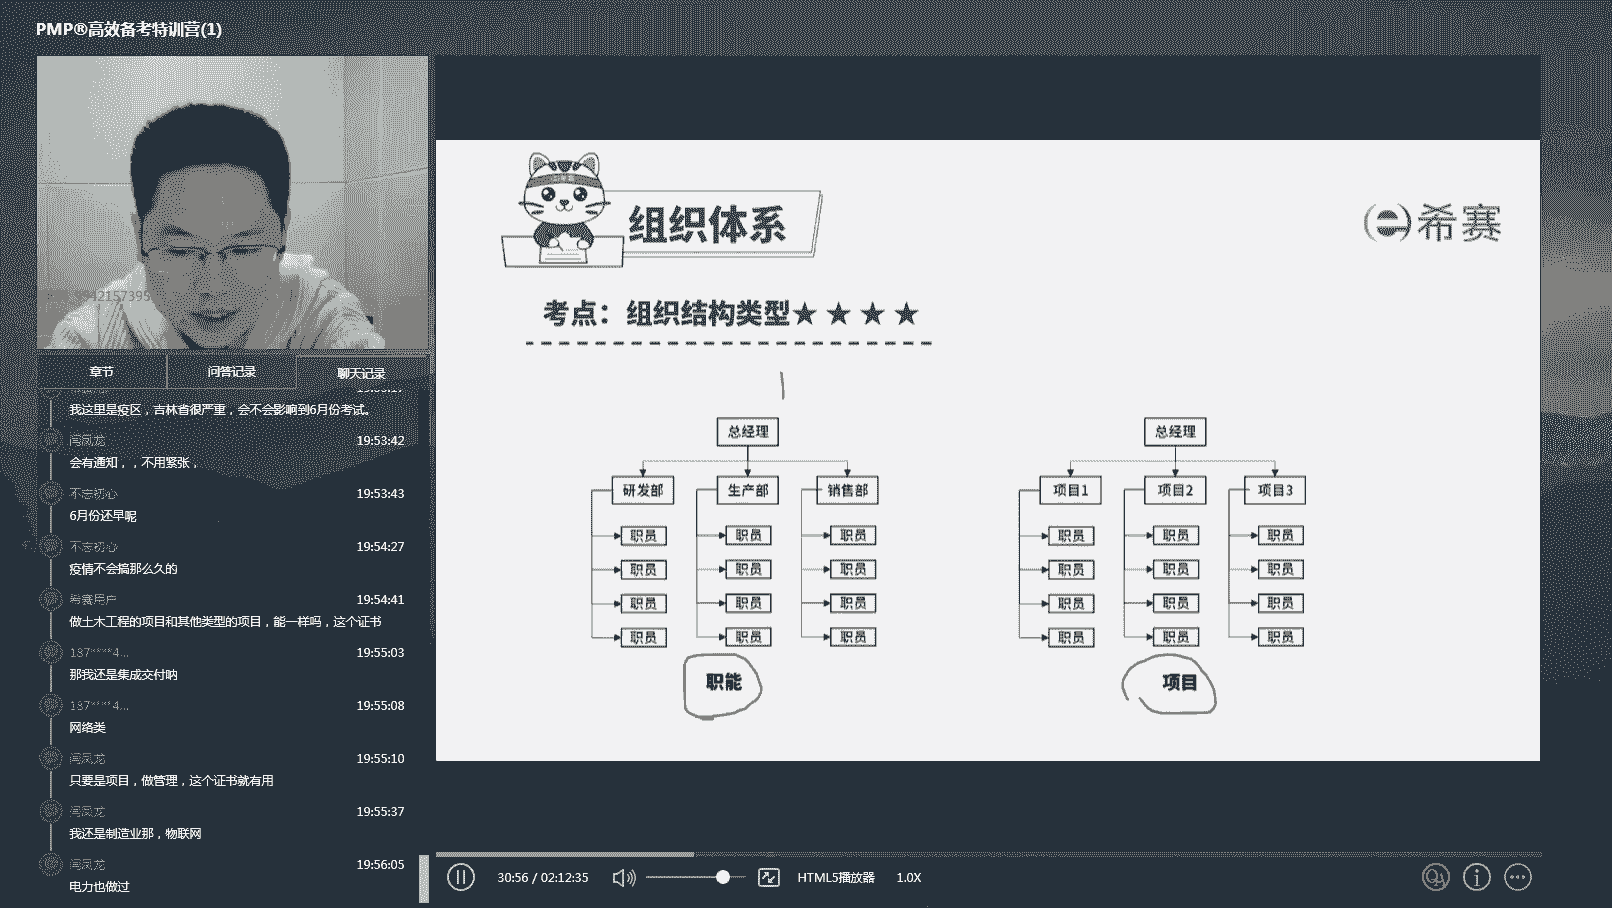 PMP®高效备考特训营(1)
章节
问答记录
聊天记录
我这里是疫区，吉林省很严重，会不会影响到6月份考试。
闫凤龙
19:53:42
会有通知，，不用紧张，
不忘初心
19:53:43
6月份还早呢
不忘初心
19:54:27
疫情不会搞那么久的
希赛用户
19:54:41
做土木工程的项目和其他类型的项目，能一样吗，这个证书
187****4...
19:55:03
那我还是集成交付呐
187****4...
19:55:08
网络类
闫凤龙
19:55:10
只要是项目，做管理，这个证书就有用
闫凤龙
19:55:37
我还是制造业那，物联网
闫凤龙
19:56:05
电力也做过
组织体系
希赛
考点：组织结构类型★★★★
总经理
研发部 生产部 销售部
职员 职员 职员
职员 职员 职员
职员 职员 职员
职员 职员 职员
职能
总经理
项目1 项目2 项目3
职员 职员 职员
职员 职员 职员
职员 职员 职员
职员 职员 职员
项目
30:56 / 02:12:35
HTML5播放器
1.0X